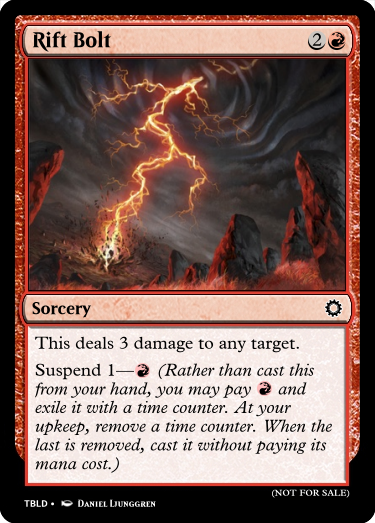 Rift Bolt 2
Sorcery
This deals 3 damage to any target.
Suspend 1— (Rather than cast this
from your hand, you may pay and
exile it with a time counter. At your
upkeep, remove a time counter. When the
last is removed, cast it without paying its
mana cost.)
(NOT FOR SALE)
TBLD • Daniel Ljunggren